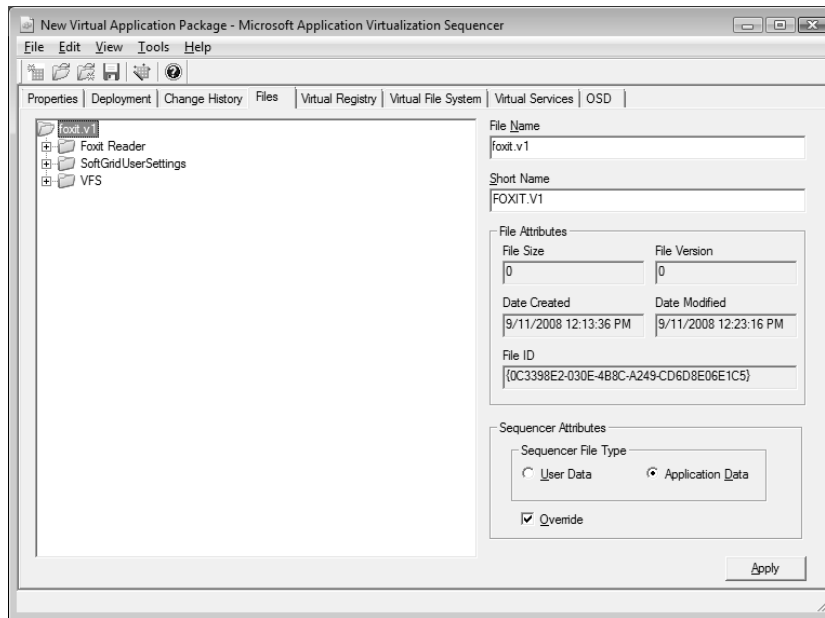 New Virtual Application Package - Microsoft Application Virtualization Sequencer
File Edit View Tools Help
Properties Deployment Change History Files Virtual Registry Virtual File System Virtual Services OSD
foxit.v1
Foxit Reader
SoftGridUserSettings
VFS
File Name
foxit.v1
Short Name
FOXIT.V1
File Attributes
File Size File Version
0 0
Date Created Date Modified
9/11/2008 12:13:36 PM 9/11/2008 12:23:16 PM
File ID
{0C3398E2-030E-4B8C-A249-CD6D8E06E1C5}
Sequencer Attributes
Sequencer File Type
User Data Application Data
Override
Apply